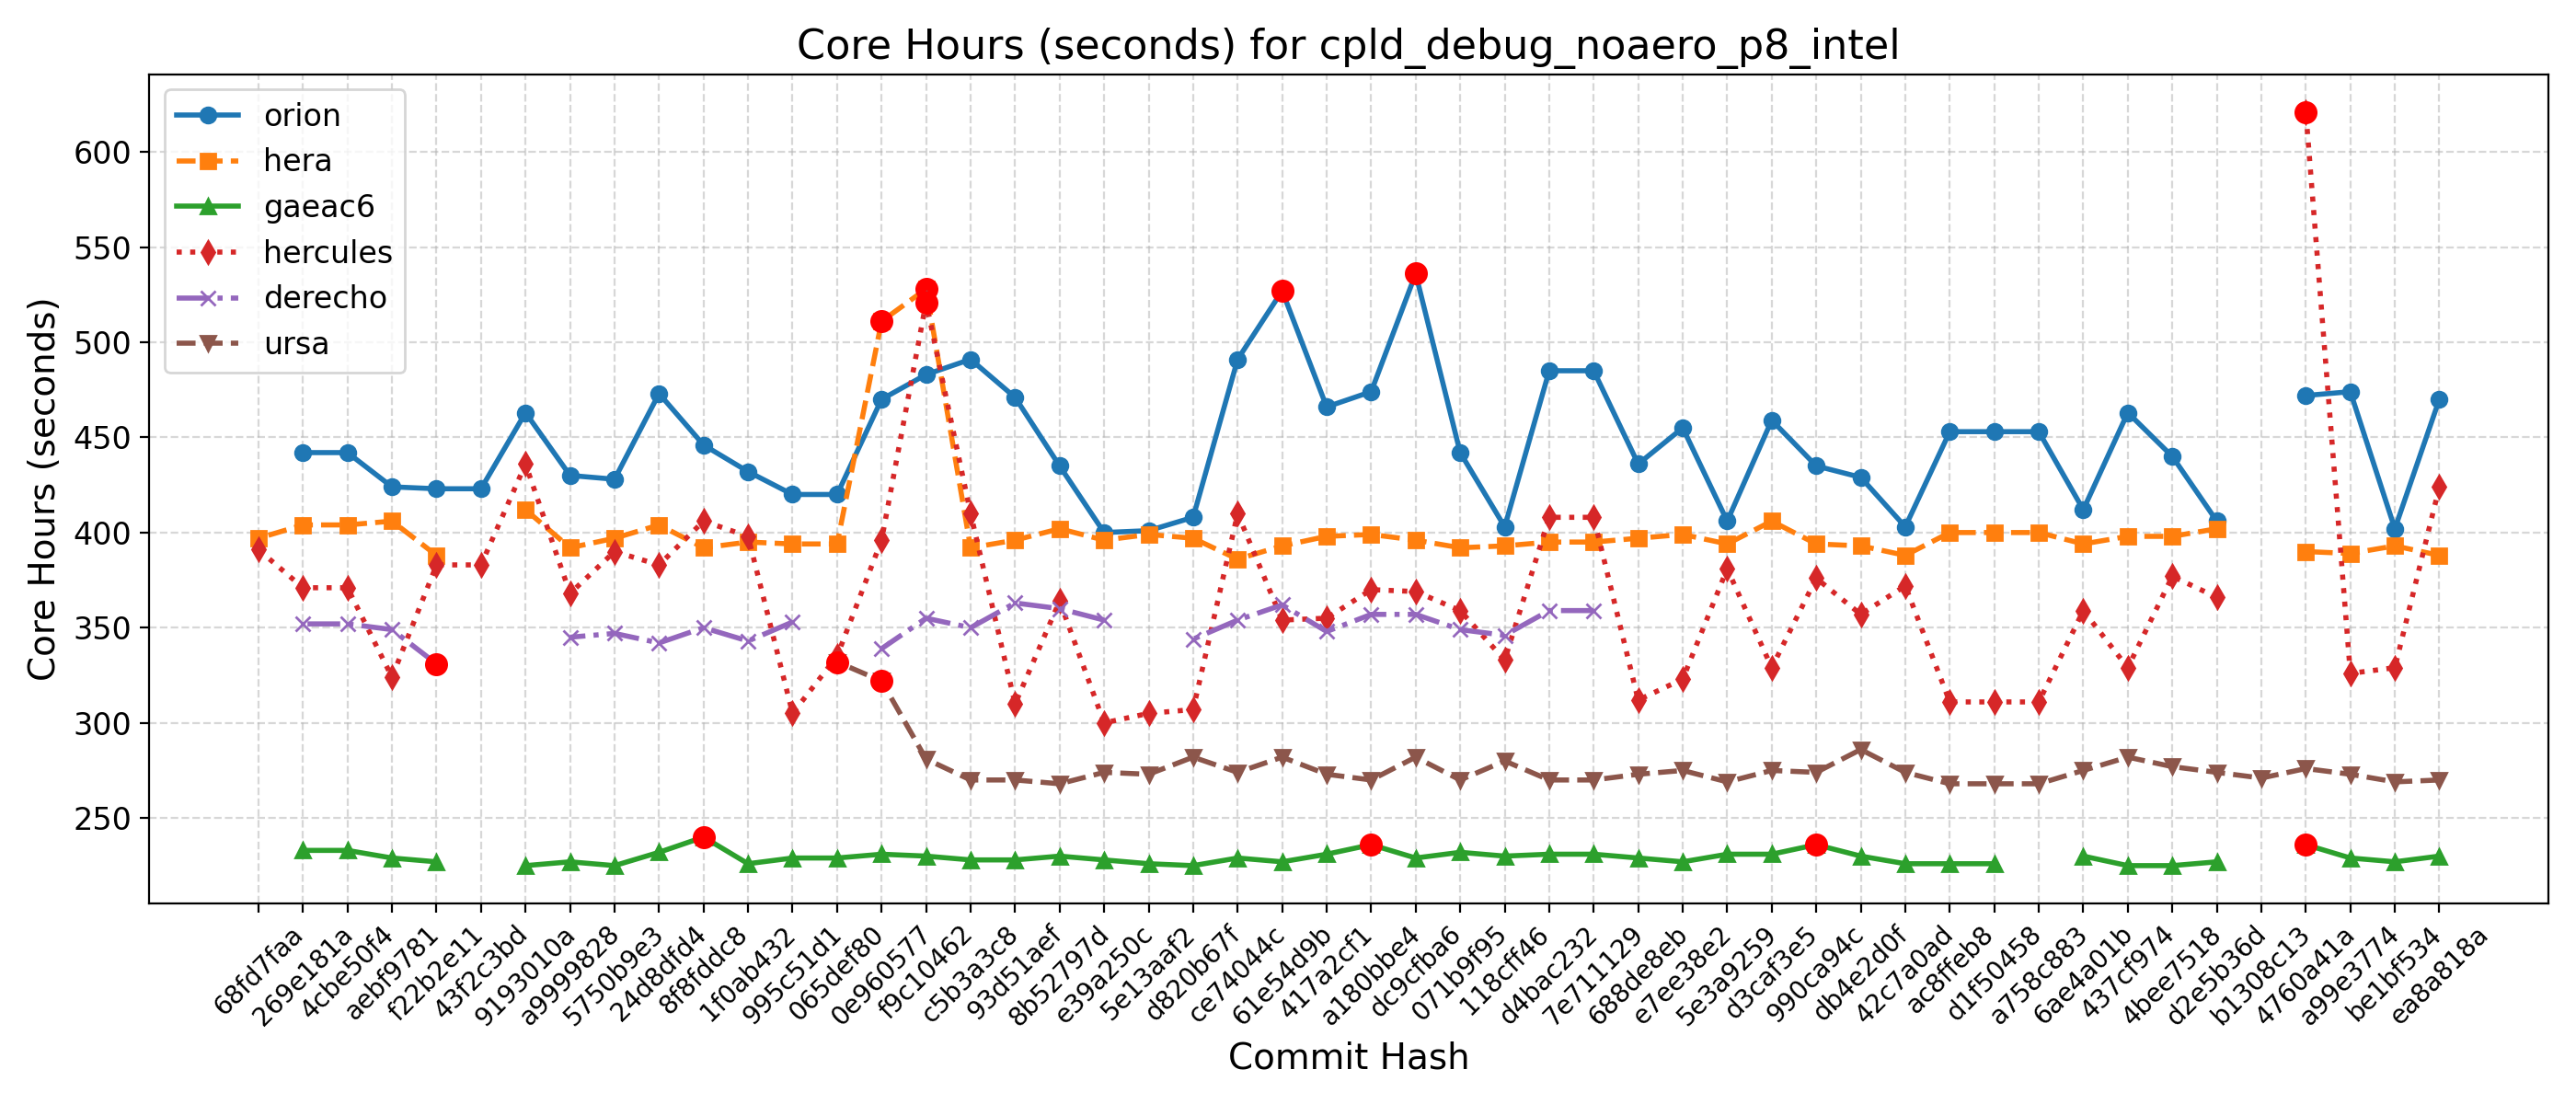 Core Hours (seconds) for cpld_debug_noaero_p8_intel
orion
hera
gaeac6
hercules
derecho
ursa
Core Hours (seconds)
600
550
500
450
400
350
300
250
68fd7faa
269e181a
4cbe50f4
aebf9781
f22b2e11
43f2c3bd
9193010a
a9999828
5750b9e3
24d8dfd4
8f8fddc8
1f0ab432
995c51d1
065def80
0e960577
f9c10462
c5b3a3c8
93d51aef
8b52797d
e39a250c
5e13aaf2
d820b67f
ce74044c
61e54d9b
417a2cf1
a180bbe4
dc9cfba6
071b9f95
118cff46
d4bac232
7e711129
688de8eb
e7ee38e2
5e3a9259
d3caf3e5
990ca94c
db4e2d0f
42c7a0ad
ac8ffeb8
d1f50458
a758c883
6ae4a01b
437cf974
4bee7518
d2e5b36d
b1308c13
4760a41a
a99e3774
be1bf534
ea8a818a
Commit Hash